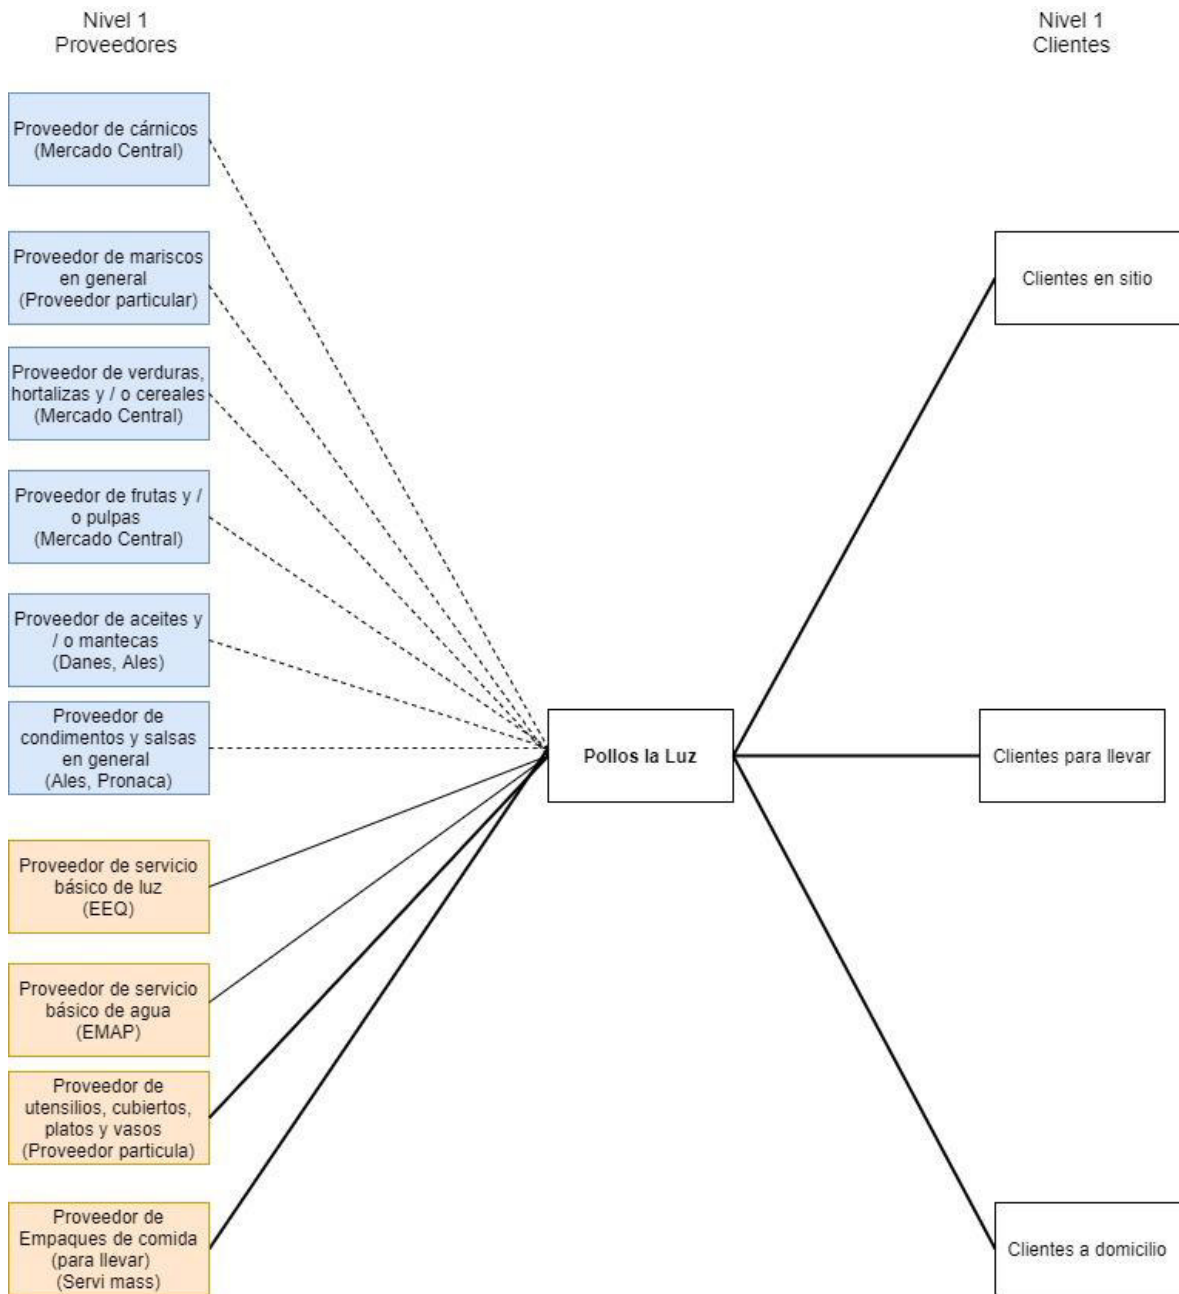 Nivel 1
Proveedores
Nivel 1
Clientes
Proveedor de cárnicos
(Mercado Central)
Proveedor de mariscos
en general
(Proveedor particular)
Proveedor de verduras,
hortalizas y / o cereales
(Mercado Central)
Proveedor de frutas y /
o pulpas
(Mercado Central)
Proveedor de aceites y
/ o mantecas
(Danes, Ales)
Proveedor de
condimentos y salsas
en general
(Ales, Pronaca)
Proveedor de servicio
básico de luz
(EEQ)
Proveedor de servicio
básico de agua
(EMAP)
Proveedor de
utensilios, cubiertos,
platos y vasos
(Proveedor particula)
Proveedor de
Empaques de comida
(para llevar)
(Servi mass)
Pollos la Luz
Clientes en sitio
Clientes para llevar
Clientes a domicilio